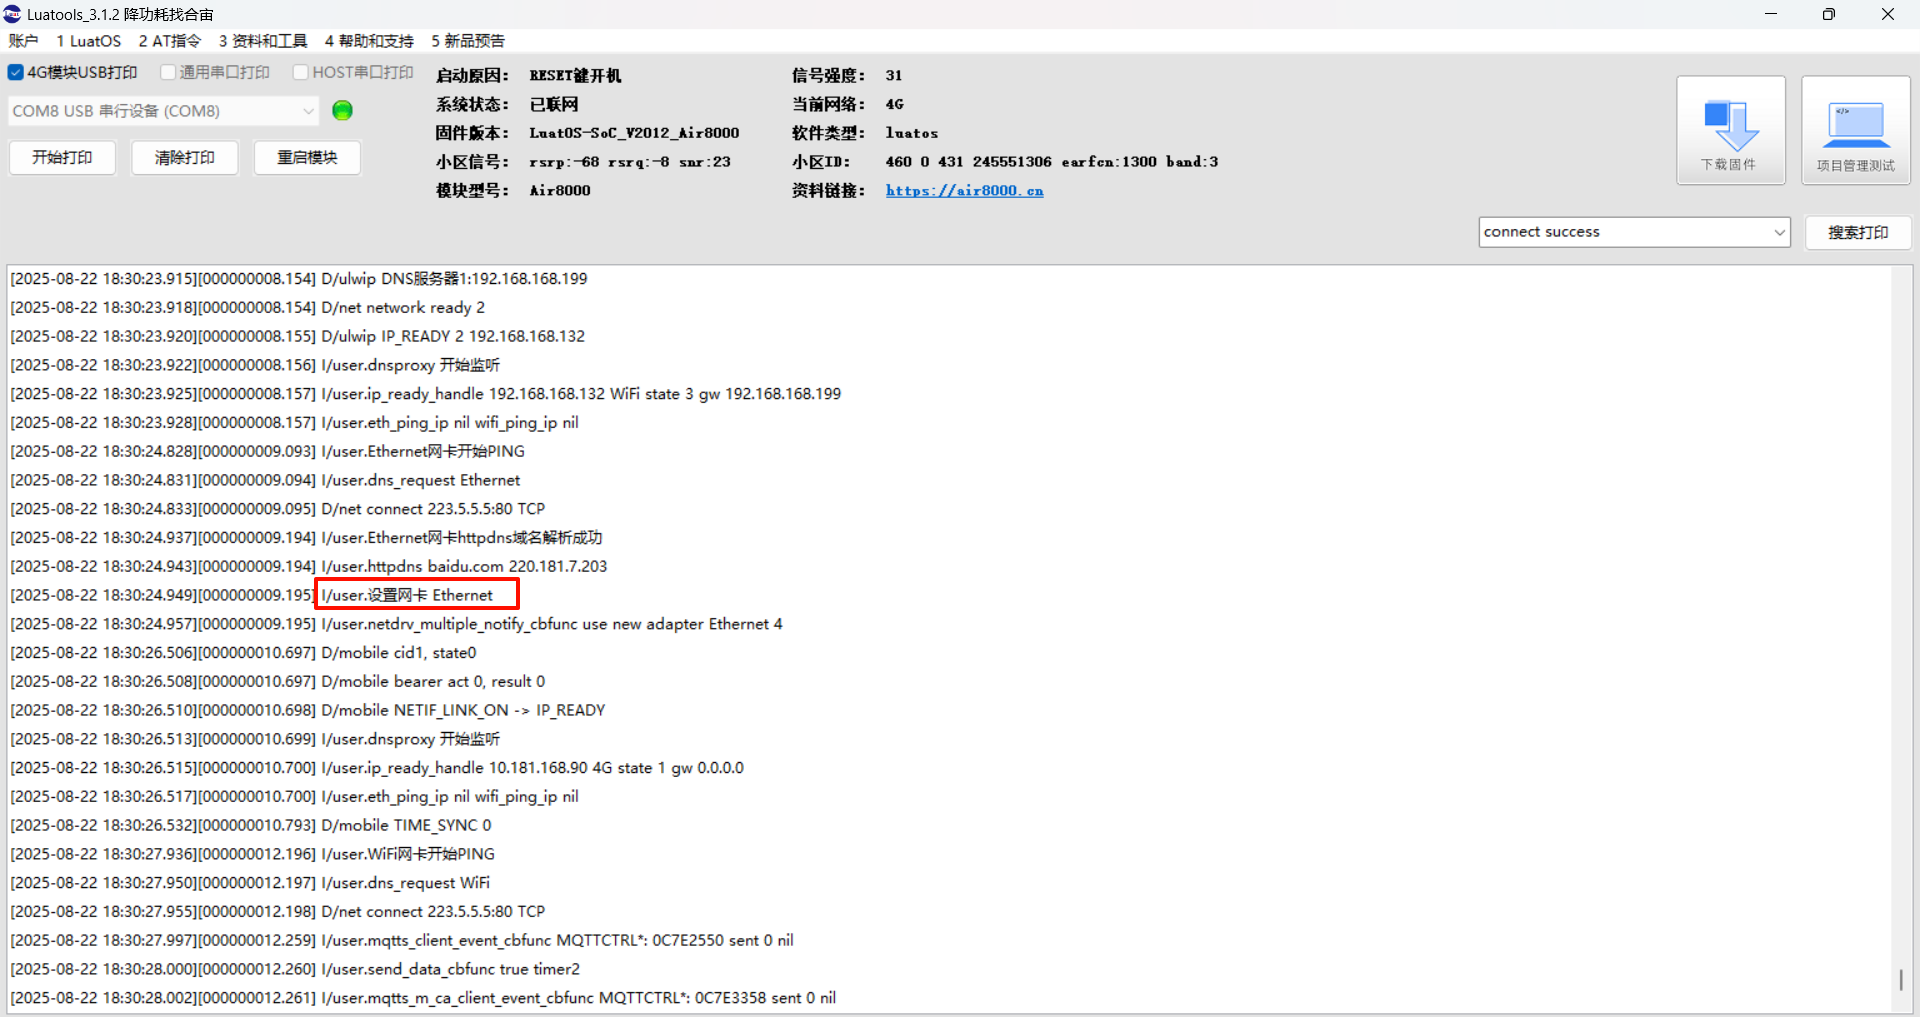 Luatools_3.1.2 降功耗找合宙
账户 1 LuatOS 2 AT指令 3 资料和工具 4 帮助和支持 5 新品预告
4G模块USB打印 通用串口打印 HOST串口打印
COM8 USB 串行设备 (COM8)
开始打印 清除打印 重启模块
启动原因： RESET键开机 信号强度： 31
系统状态： 已联网 当前网络： 4G
固件版本： LuatOS-SoC_V2012_Air8000 软件类型： luatos
小区信号： rsrp:-68 rsrq:-8 snr:23 小区ID： 460 0 431 245551306 earfcn:1300 band:3
模块型号： Air8000 资料链接： https://air8000.cn
下载固件 项目管理测试
connect success 搜索打印
[2025-08-22 18:30:23.915][000000008.154] D/ulwip DNS服务器1:192.168.168.199
[2025-08-22 18:30:23.918][000000008.154] D/net network ready 2
[2025-08-22 18:30:23.920][000000008.155] D/ulwip IP_READY 2 192.168.168.132
[2025-08-22 18:30:23.922][000000008.156] I/user.dnsproxy 开始监听
[2025-08-22 18:30:23.925][000000008.157] I/user.ip_ready_handle 192.168.168.132 WiFi state 3 gw 192.168.168.199
[2025-08-22 18:30:23.928][000000008.157] I/user.eth_ping_ip nil wifi_ping_ip nil
[2025-08-22 18:30:24.828][000000009.093] I/user.Ethernet网卡开始PING
[2025-08-22 18:30:24.831][000000009.094] I/user.dns_request Ethernet
[2025-08-22 18:30:24.833][000000009.095] D/net connect 223.5.5.5:80 TCP
[2025-08-22 18:30:24.937][000000009.194] I/user.Ethernet网卡httpdns域名解析成功
[2025-08-22 18:30:24.943][000000009.194] I/user.httpdns baidu.com 220.181.7.203
[2025-08-22 18:30:24.949][000000009.195] I/user.设置网卡 Ethernet
[2025-08-22 18:30:24.957][000000009.195] I/user.netdrv_multiple_notify_cbfunc use new adapter Ethernet 4
[2025-08-22 18:30:26.506][000000010.697] D/mobile cid1, state0
[2025-08-22 18:30:26.508][000000010.697] D/mobile bearer act 0, result 0
[2025-08-22 18:30:26.510][000000010.698] D/mobile NETIF_LINK_ON -> IP_READY
[2025-08-22 18:30:26.513][000000010.699] I/user.dnsproxy 开始监听
[2025-08-22 18:30:26.515][000000010.700] I/user.ip_ready_handle 10.181.168.90 4G state 1 gw 0.0.0.0
[2025-08-22 18:30:26.517][000000010.700] I/user.eth_ping_ip nil wifi_ping_ip nil
[2025-08-22 18:30:26.532][000000010.793] D/mobile TIME_SYNC 0
[2025-08-22 18:30:27.936][000000012.196] I/user.WiFi网卡开始PING
[2025-08-22 18:30:27.950][000000012.197] I/user.dns_request WiFi
[2025-08-22 18:30:27.955][000000012.198] D/net connect 223.5.5.5:80 TCP
[2025-08-22 18:30:27.997][000000012.259] I/user.mqtts_client_event_cbfunc MQTTCTRL*: 0C7E2550 sent 0 nil
[2025-08-22 18:30:28.000][000000012.260] I/user.send_data_cbfunc true timer2
[2025-08-22 18:30:28.002][000000012.261] I/user.mqtts_m_ca_client_event_cbfunc MQTTCTRL*: 0C7E3358 sent 0 nil